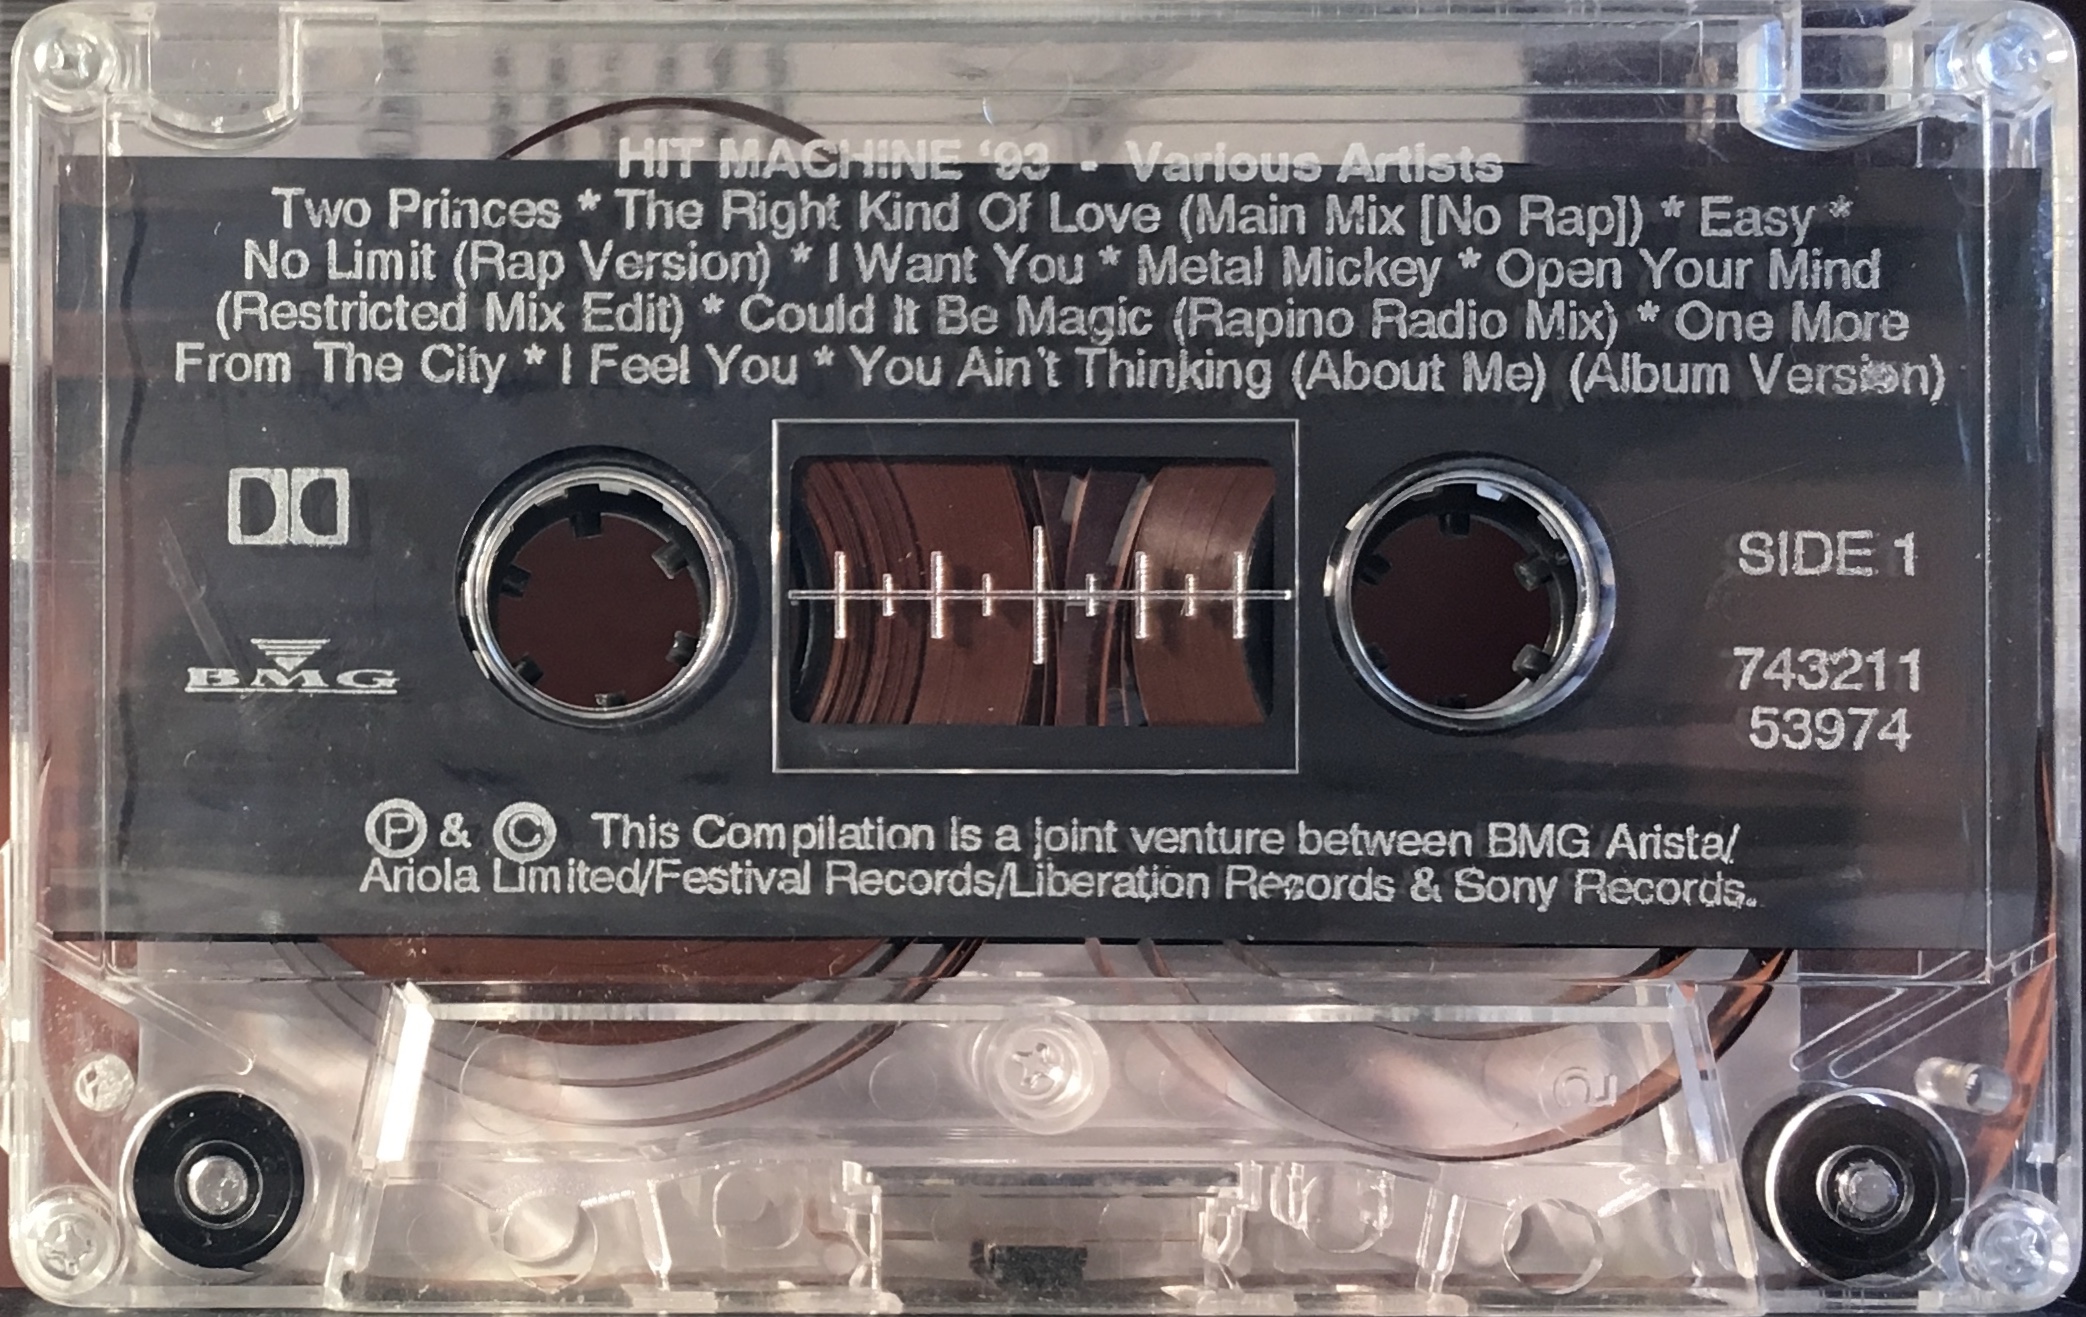 HIT MACHINE '93 - Various Artists
Two Princes * The Right Kind Of Love (Main Mix [No Rap]) * Easy *
No Limit (Rap Version) * I Want You * Metal Mickey * Open Your Mind
(Restricted Mix Edit) * Could It Be Magic (Rapino Radio Mix) * One More
From The City * I Feel You * You Ain't Thinking (About Me) (Album Version)
SIDE 1
BMG
743211
53974
Ⓟ & © This Compilation is a joint venture between BMG Arista/
Ariola Limited/Festival Records/Liberation Records & Sony Records.